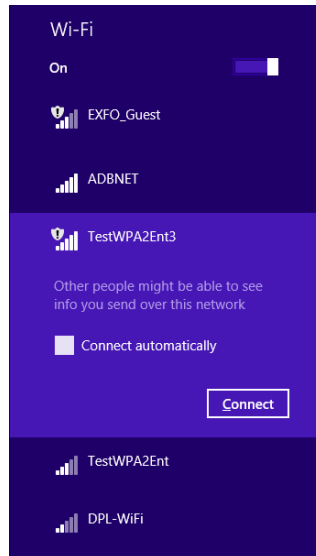 Wi-Fi
On
EXFO_Guest
ADBNET
TestWPA2Ent3
Other people might be able to see
info you send over this network
Connect automatically
Connect
TestWPA2Ent
DPL-WiFi